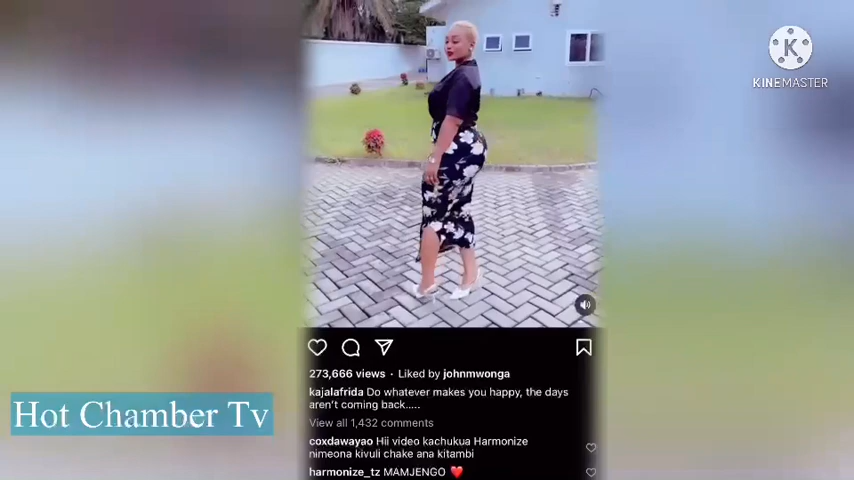 K
KINEMASTER
273,666 views · Liked by johnmwonga
kajalafrida Do whatever makes you happy, the days
aren't coming back.....
View all 1,432 comments
coxdawayao Hii video kachukua Harmonize
nimeona kivuli chake ana kitambi
harmonize_tz MAMJENGO ❤️
Hot Chamber Tv